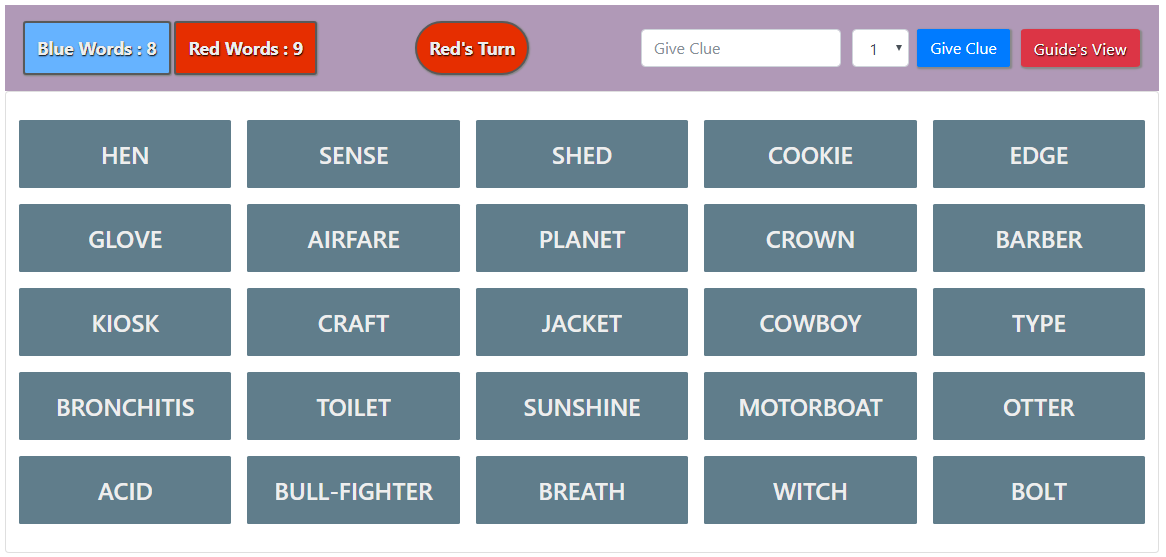 Blue Words : 8 Red Words : 9 Red's Turn Give Clue 1 Give Clue Guide's View
HEN SENSE SHED COOKIE EDGE
GLOVE AIRFARE PLANET CROWN BARBER
KIOSK CRAFT JACKET COWBOY TYPE
BRONCHITIS TOILET SUNSHINE MOTORBOAT OTTER
ACID BULL-FIGHTER BREATH WITCH BOLT